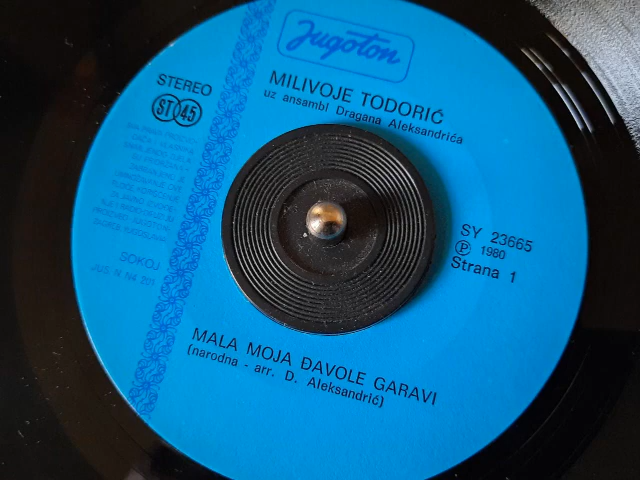 Jugoton
STEREO
ST 45
MILIVOJE TODORIĆ
uz ansambl Dragana Aleksandrića
SOKOJ
SY 23665
Ⓟ 1980
Strana 1
MALA MOJA ĐAVOLE GARAVI
(narodna - arr. D. Aleksandrić)